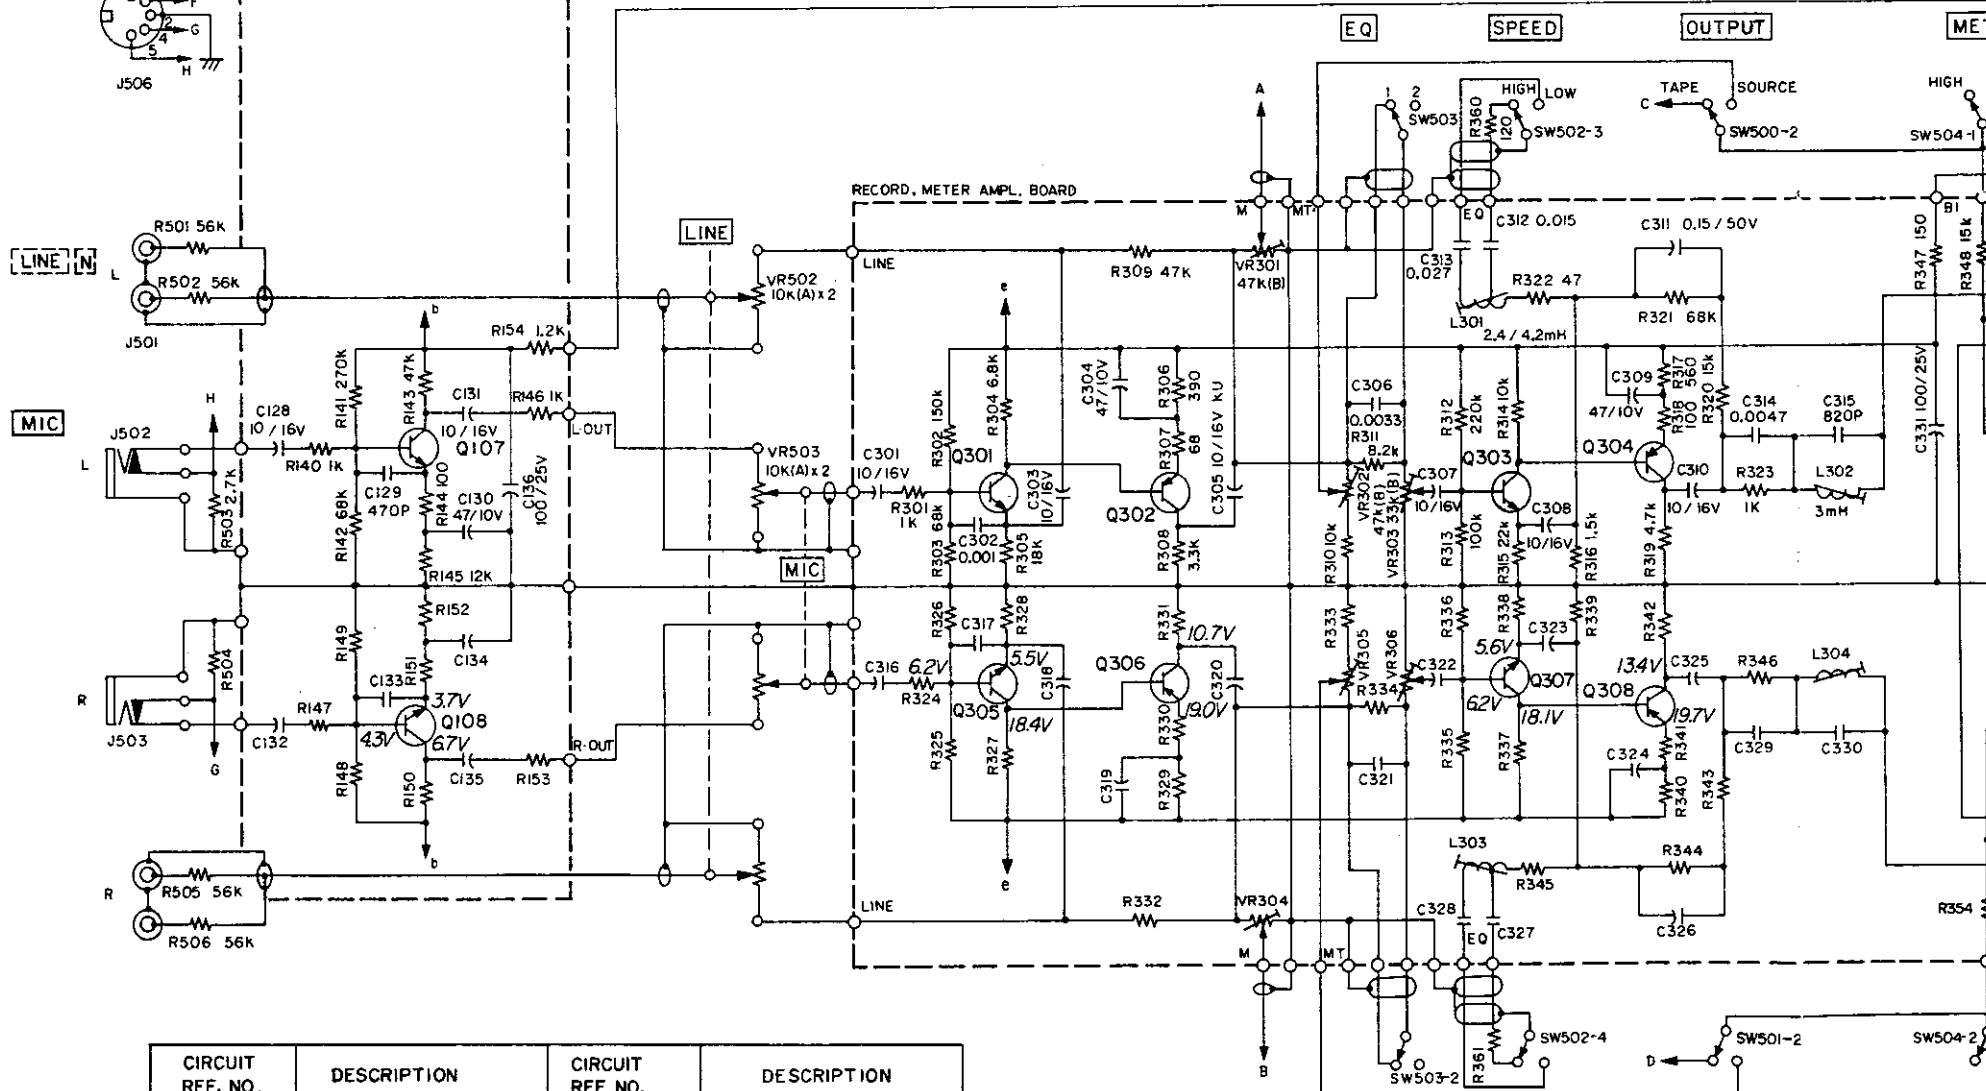 F
2
G
4
5
H
J506
EQ
SPEED
OUTPUT
MET
A
1 2
SW503
R360
120
HIGH
LOW
SW502-3
TAPE
SOURCE
C
SW500-2
HIGH
SW504-1
RECORD, METER AMPL. BOARD
M
MT
EQ
C312 0.015
C311 0.15/50V
B1
R347 150
R348 15k
R501 56K
LINE N
L
R502 56K
J501
LINE
VR502
10K(A)x2
LINE
R309 47K
VR301
47K(B)
C313
0.027
R322 47
L301
2.4/4.2mH
R321 68K
b
e
R154 1.2K
R141 270k
R143 47k
C131
10/16V
R146 1K
L-OUT
R302 150k
R304 6.8k
C304
47/10V
R306
390
R307
68
C306
0.0033
R311
8.2k
R312
220k
R314 10k
C309
47/10V
R317
560
R318
100
R320 15k
C314
0.0047
C315
820P
C331 100/25V
MIC
H
C128
10/16V
J502
L
R140 1K
Q107
C129
470P
R144 100
C130
47/10V
C136
100/25V
R142 68k
R145 12K
R503 2.7k
VR503
10K(A)x2
C301
10/16V
R301
1K
Q301
C303
10/16V
R303 68k
C302
0.001
R305
18K
Q302
C305 10/16V KU
R308
3.3K
VR302
47k(B)
VR303 33k(B)
C307
10/16V
R310 10k
R313
100k
Q303
C308
10/16V
R315 22k
R316 1.5k
Q304
C310
10/16V
R323
1K
L302
3mH
R319 4.7k
MIC
R504
R149
R152
C134
R151
R326
R328
C317
R331
10.7V
R333
R336
R338
R339
R342
R
J503
C132
R147
C133
3.7V
Q108
4.3V
6.7V
C135
R153
R-OUT
R148
R150
b
G
C316
6.2V
R324
5.5V
Q305
18.4V
C318
Q306
C320
19.0V
R330
R325
R327
C319
R329
e
VR305
VR306
R334
C322
C321
R335
5.6V
C323
Q307
6.2V
18.1V
R337
13.4V
C325
Q308
19.7V
R346
L304
C329
C330
C324
R341
R340
R343
R
R505 56K
R506 56K
LINE
R332
VR304
M
MT
L303
R345
R344
C328
EQ
C327
C326
R354
B
SW503-2
R361
SW502-4
D
SW501-2
SW504-2
CIRCUIT
REF. NO.
DESCRIPTION
CIRCUIT
REF NO.
DESCRIPTION